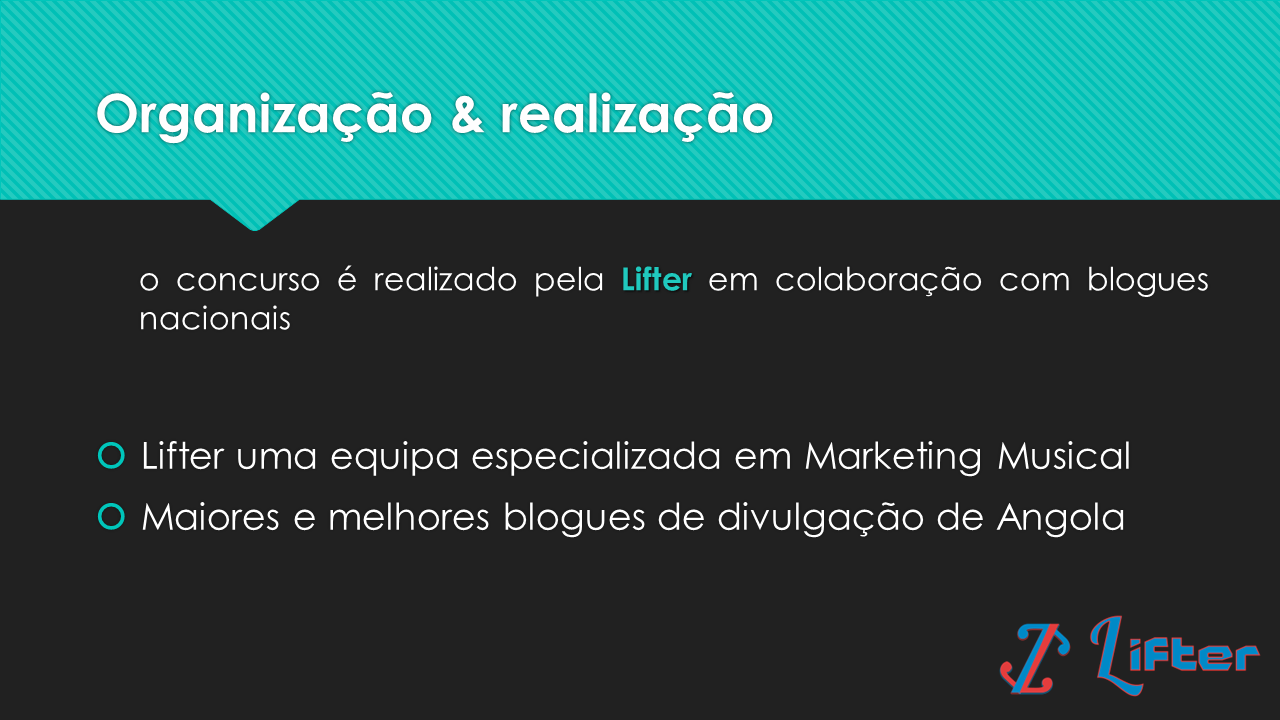 Organização & realização
o concurso é realizado pela Lifter em colaboração com blogues
nacionais
Lifter uma equipa especializada em Marketing Musical
Maiores e melhores blogues de divulgação de Angola
Lifter